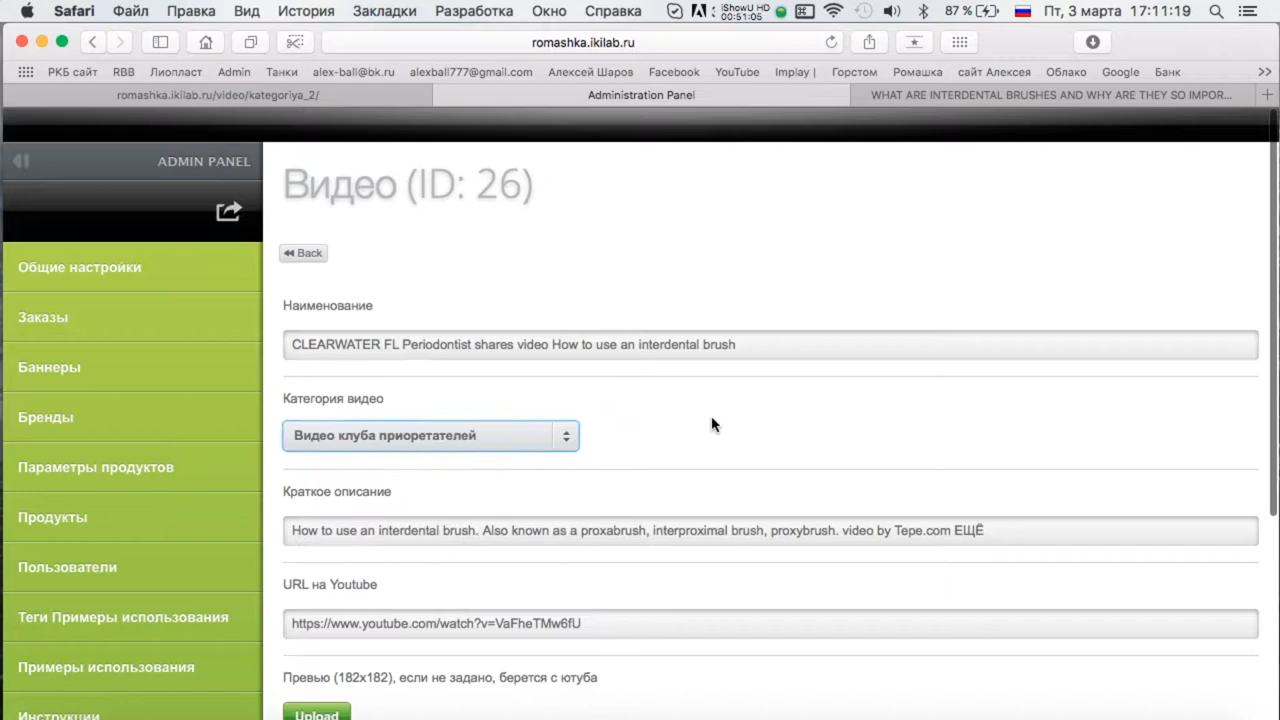 Safari Файл Правка Вид История Закладки Разработка Окно Справка iShowU HD 00:51:05 87 % Пт, 3 марта 17:11:19
romashka.ikilab.ru
РКБ сайт RBB Лиопласт Admin Танки alex-ball@bk.ru alexball777@gmail.com Алексей Шаров Facebook YouTube Implay | Горстом Ромашка сайт Алексея Облако Google Банк
romashka.ikilab.ru/video/kategoriya_2/ Administration Panel WHAT ARE INTERDENTAL BRUSHES AND WHY ARE THEY SO IMPOR...
ADMIN PANEL
Видео (ID: 26)
Back
Общие настройки
Наименование
Заказы
CLEARWATER FL Periodontist shares video How to use an interdental brush
Баннеры
Категория видео
Бренды
Видео клуба приоретателей
Параметры продуктов
Краткое описание
Продукты
How to use an interdental brush. Also known as a proxabrush, interproximal brush, proxybrush. video by Tepe.com ЕЩЁ
Пользователи
URL на Youtube
Теги Примеры использования
https://www.youtube.com/watch?v=VaFheTMw6fU
Примеры использования
Превью (182x182), если не задано, берется с ютуба
Инструкции
Upload